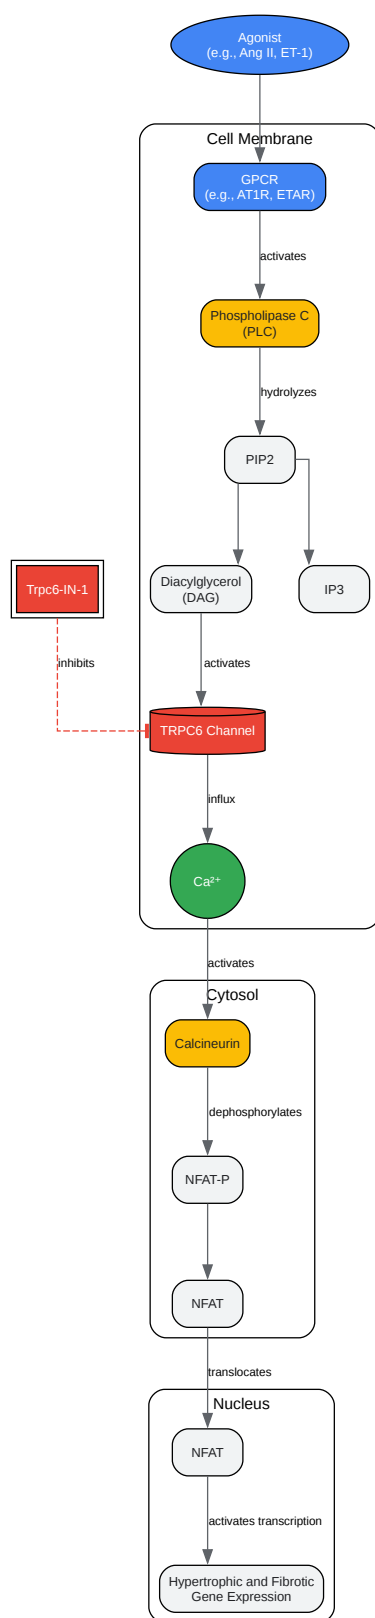 Agonist
(e.g., Ang II, ET-1)
Cell Membrane
GPCR
(e.g., AT1R, ETAR)
activates
Phospholipase C
(PLC)
hydrolyzes
PIP2
Trpc6-IN-1
Diacylglycerol
(DAG)
IP3
inhibits
activates
TRPC6 Channel
influx
Ca²⁺
activates
Cytosol
Calcineurin
dephosphorylates
NFAT-P
NFAT
translocates
Nucleus
NFAT
activates transcription
Hypertrophic and Fibrotic
Gene Expression